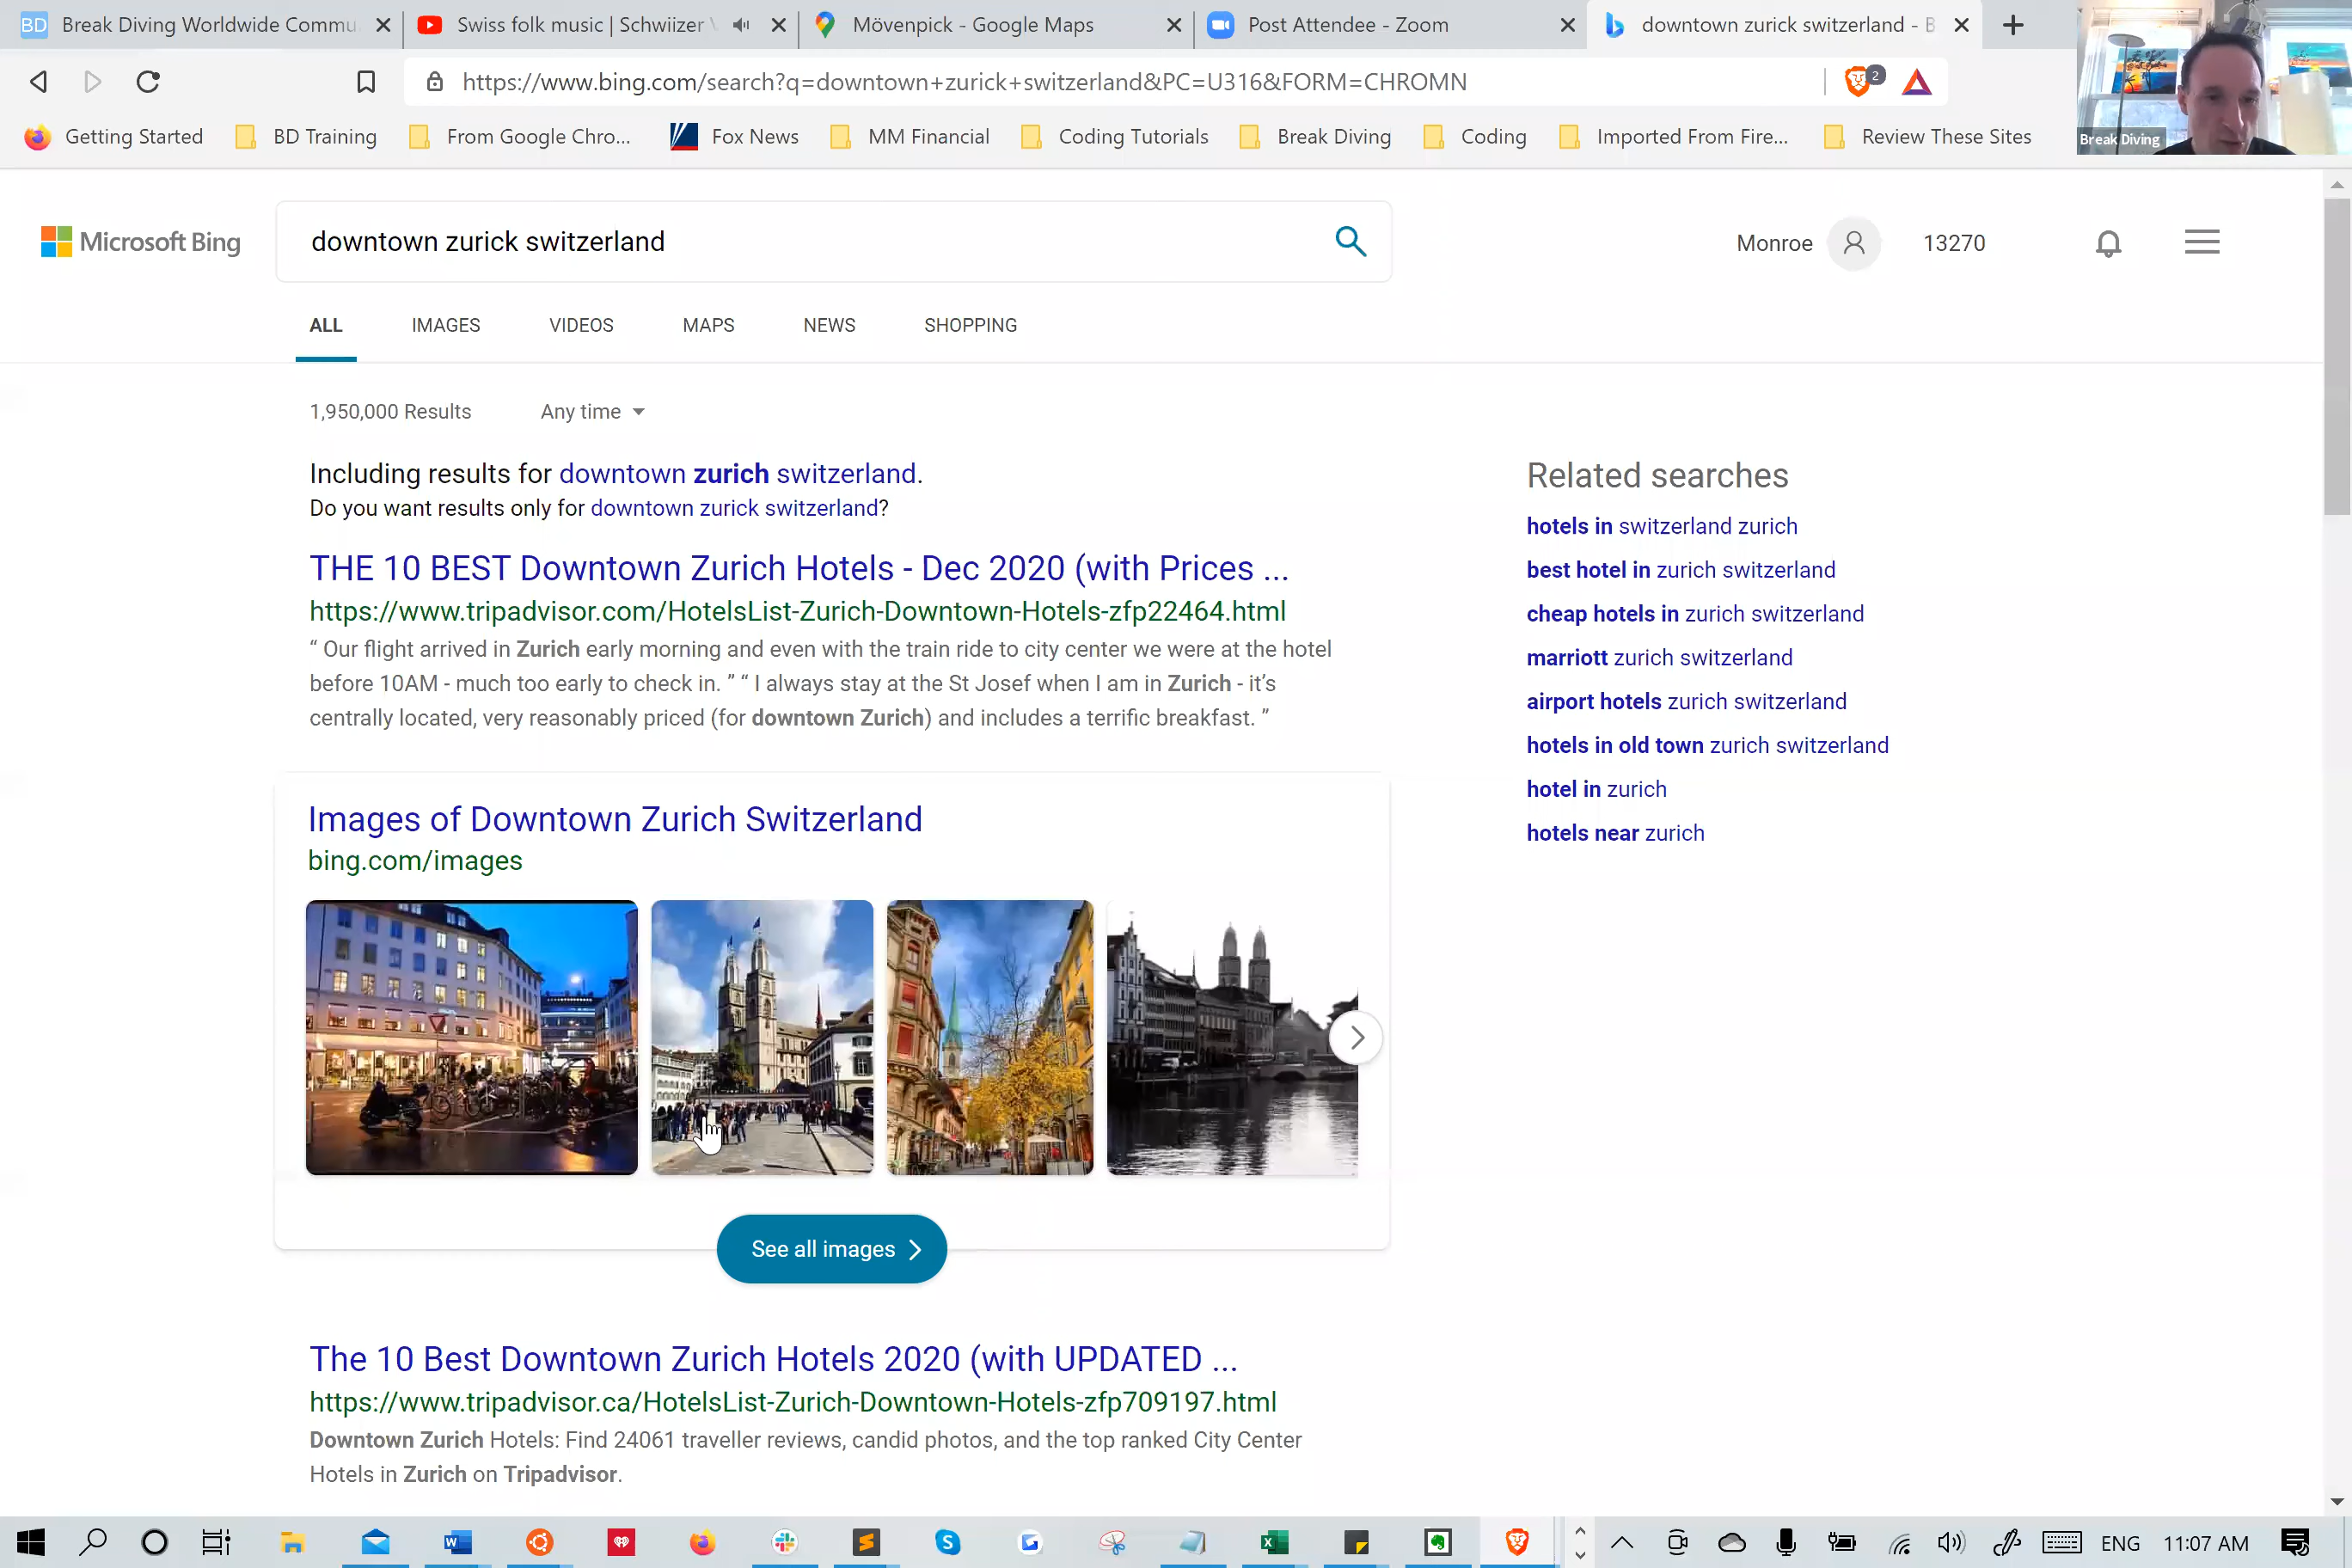 BD Break Diving Worldwide Commu
Swiss folk music | Schwiizer
Mövenpick - Google Maps
Post Attendee - Zoom
downtown zurick switzerland - B
https://www.bing.com/search?q=downtown+zurick+switzerland&PC=U316&FORM=CHROMN
2
Getting Started
BD Training
From Google Chro...
Fox News
MM Financial
Coding Tutorials
Break Diving
Coding
Imported From Fire...
Review These Sites
Break Diving
Microsoft Bing
downtown zurick switzerland
Monroe
13270
ALL
IMAGES
VIDEOS
MAPS
NEWS
SHOPPING
1,950,000 Results
Any time
Including results for downtown zurich switzerland.
Do you want results only for downtown zurick switzerland?
THE 10 BEST Downtown Zurich Hotels - Dec 2020 (with Prices ...
https://www.tripadvisor.com/HotelsList-Zurich-Downtown-Hotels-zfp22464.html
“ Our flight arrived in Zurich early morning and even with the train ride to city center we were at the hotel
before 10AM - much too early to check in. ” “ I always stay at the St Josef when I am in Zurich - it’s
centrally located, very reasonably priced (for downtown Zurich) and includes a terrific breakfast. ”
Images of Downtown Zurich Switzerland
bing.com/images
See all images
The 10 Best Downtown Zurich Hotels 2020 (with UPDATED ...
https://www.tripadvisor.ca/HotelsList-Zurich-Downtown-Hotels-zfp709197.html
Downtown Zurich Hotels: Find 24061 traveller reviews, candid photos, and the top ranked City Center
Hotels in Zurich on Tripadvisor.
Related searches
hotels in switzerland zurich
best hotel in zurich switzerland
cheap hotels in zurich switzerland
marriott zurich switzerland
airport hotels zurich switzerland
hotels in old town zurich switzerland
hotel in zurich
hotels near zurich
ENG
11:07 AM